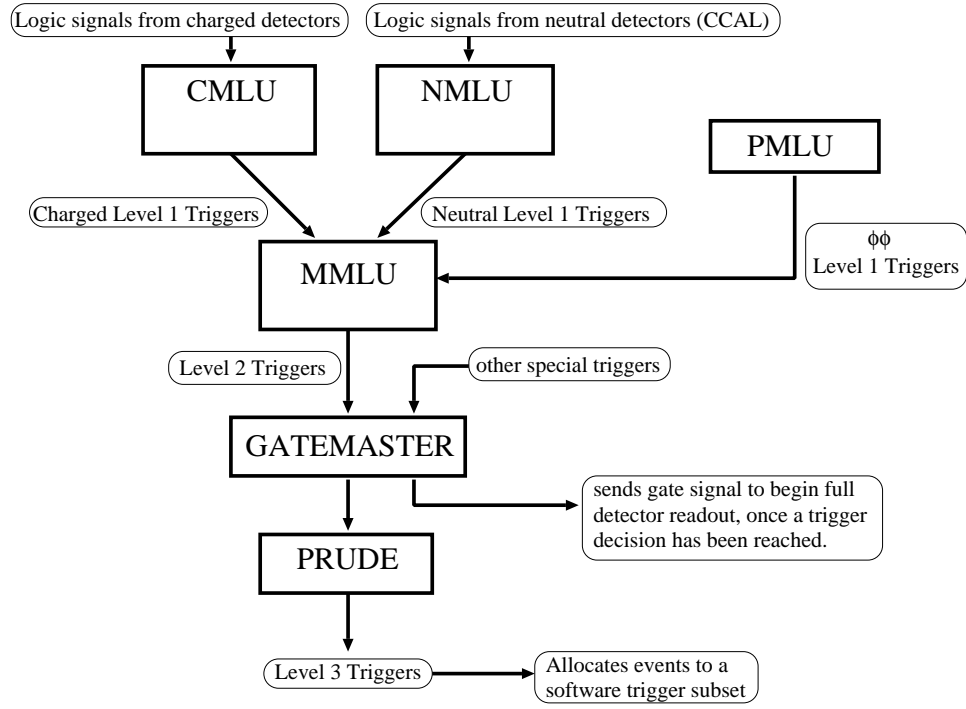 Logic signals from charged detectors
Logic signals from neutral detectors (CCAL)
CMLU
NMLU
PMLU
Charged Level 1 Triggers
Neutral Level 1 Triggers
ϕϕ
Level 1 Triggers
MMLU
Level 2 Triggers
other special triggers
GATEMASTER
sends gate signal to begin full
detector readout, once a trigger
decision has been reached.
PRUDE
Level 3 Triggers
Allocates events to a
software trigger subset